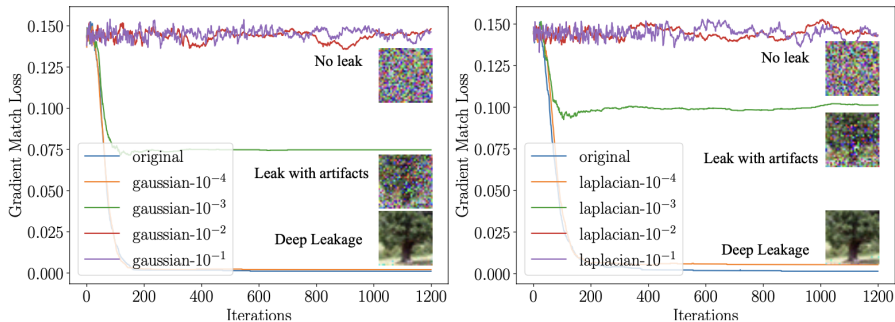 Gradient Match Loss
0.150
0.125
0.100
0.075
0.050
0.025
0.000
No leak
Leak with artifacts
Deep Leakage
original
gaussian-10⁻⁴
gaussian-10⁻³
gaussian-10⁻²
gaussian-10⁻¹
0 200 400 600 800 1000 1200
Iterations
Gradient Match Loss
0.150
0.125
0.100
0.075
0.050
0.025
0.000
No leak
Leak with artifacts
Deep Leakage
original
laplacian-10⁻⁴
laplacian-10⁻³
laplacian-10⁻²
laplacian-10⁻¹
0 200 400 600 800 1000 1200
Iterations